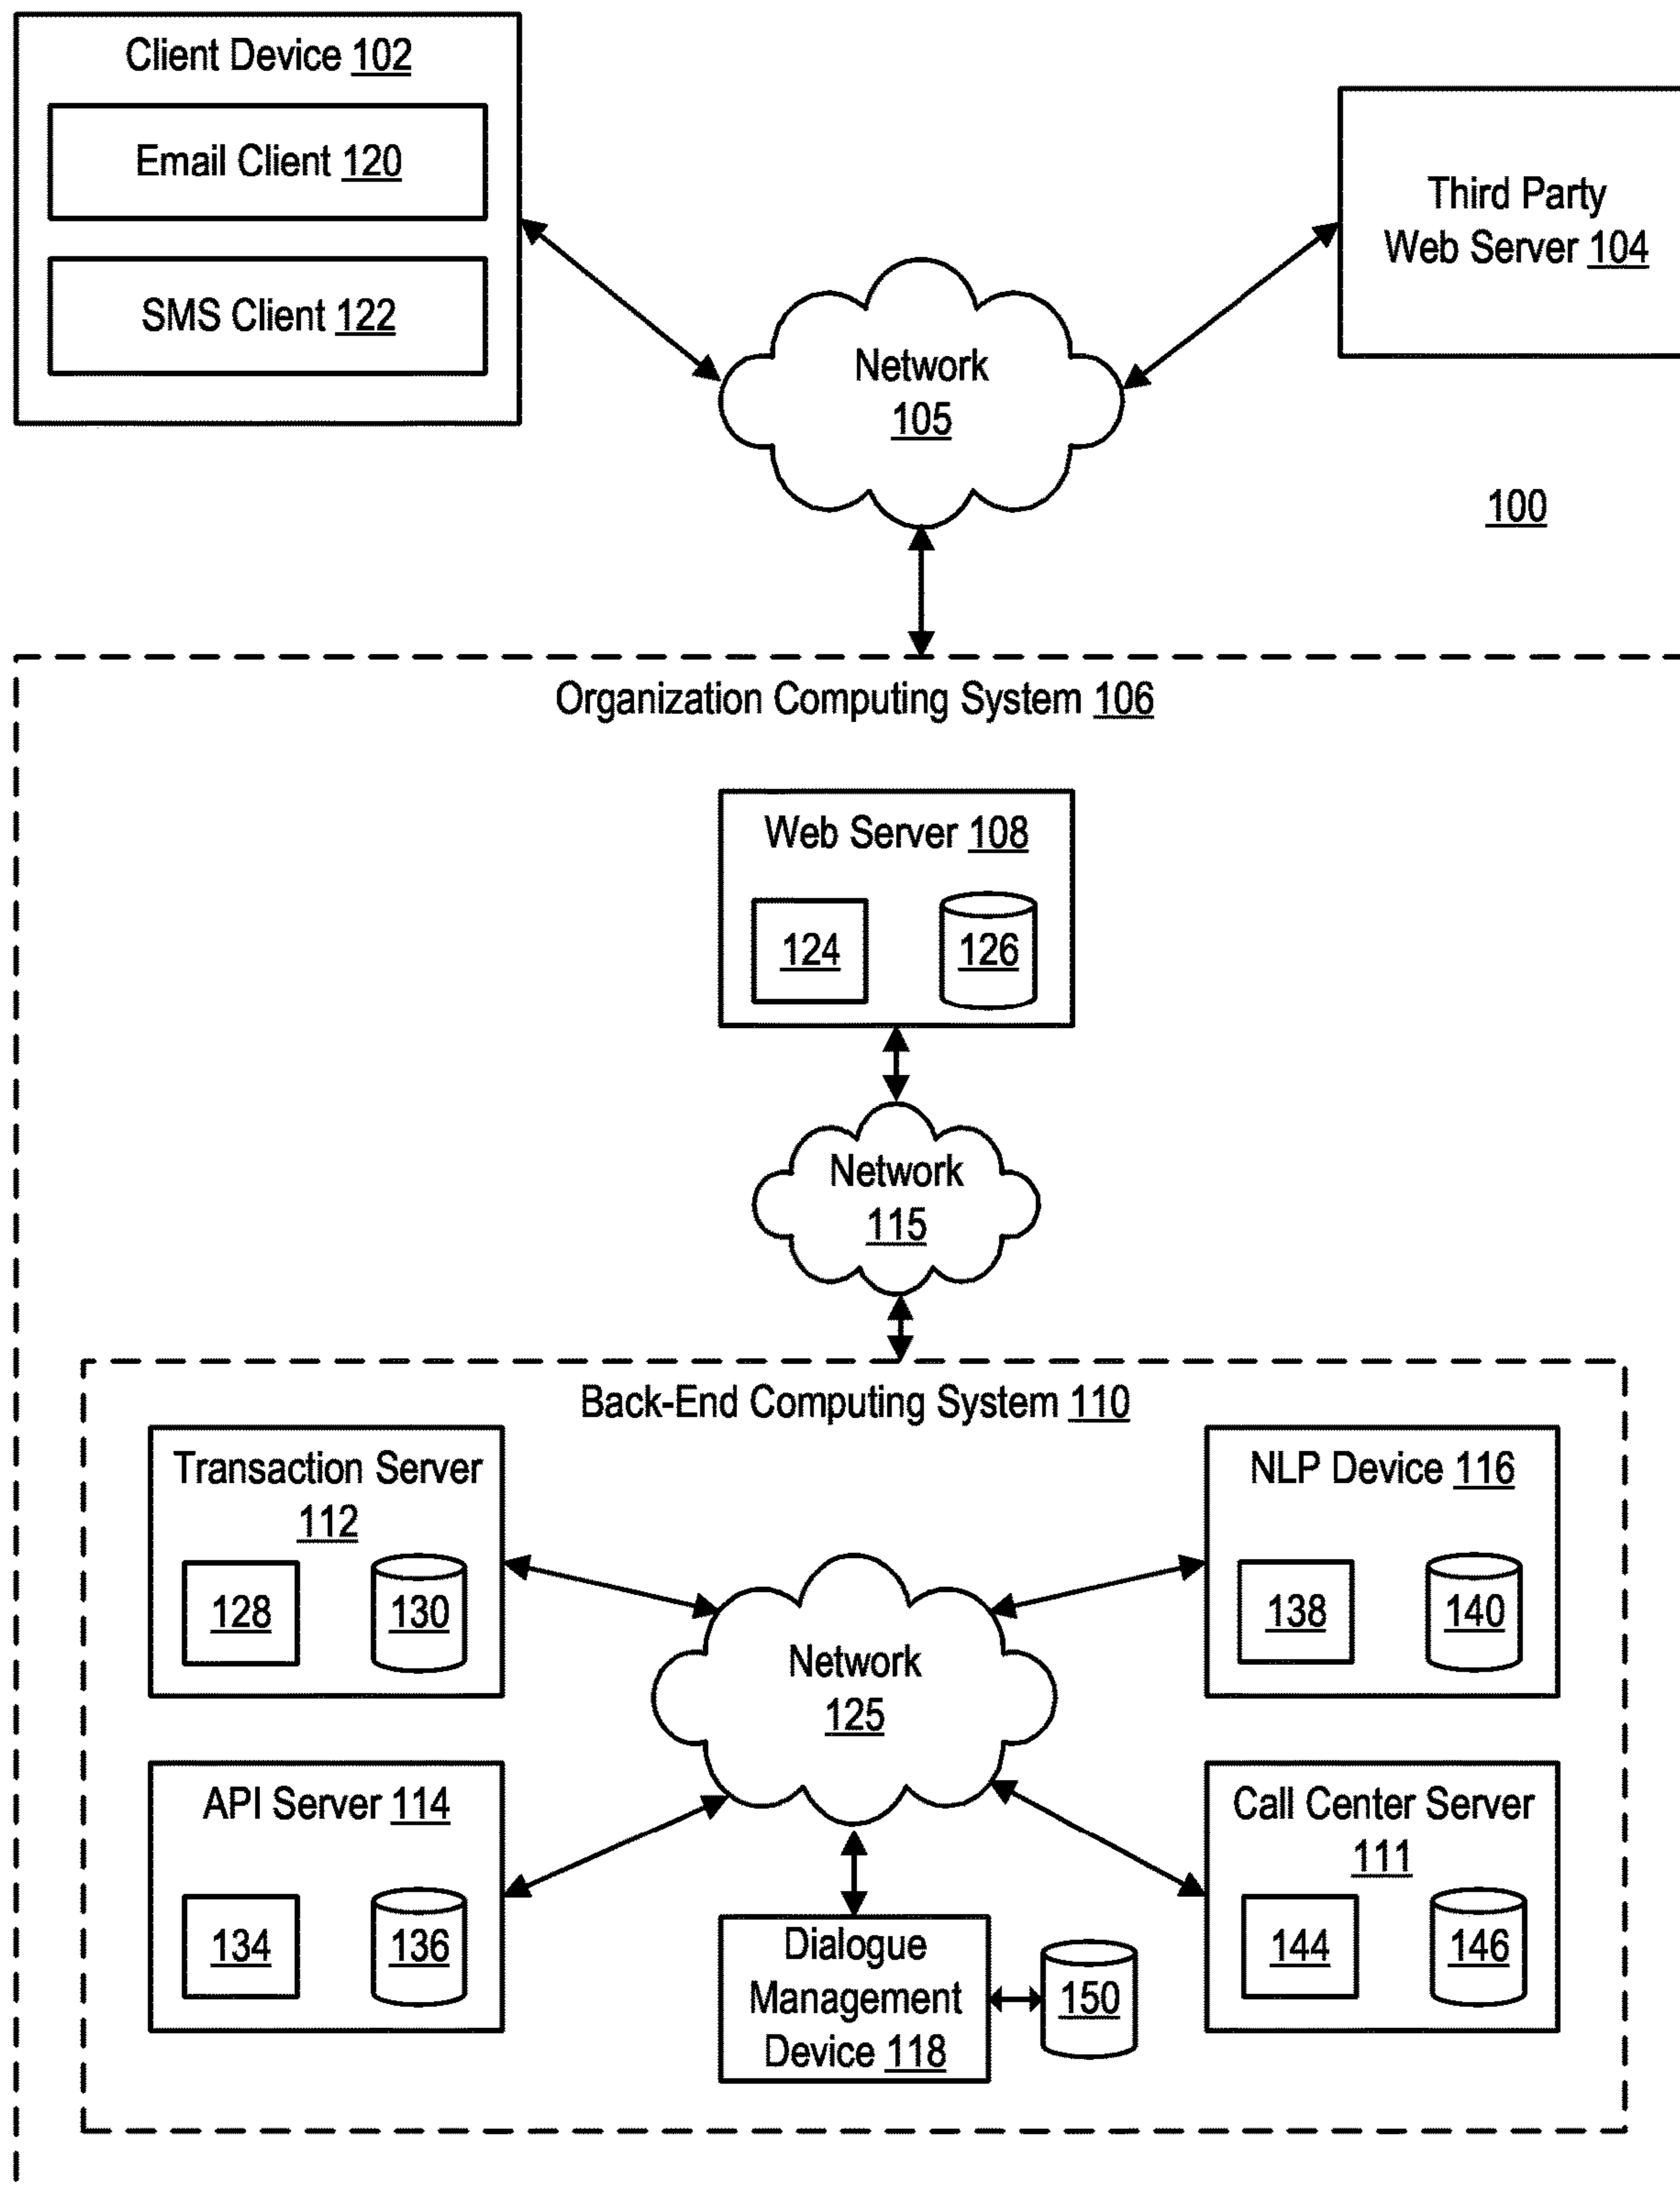 Client Device 102
Email Client 120
SMS Client 122
Third Party
Web Server 104
Network
105
100
Organization Computing System 106
Web Server 108
124
126
Network
115
Back-End Computing System 110
Transaction Server
112
128
130
NLP Device 116
138
140
Network
125
API Server 114
134
136
Call Center Server
111
144
146
Dialogue
Management
Device 118
150